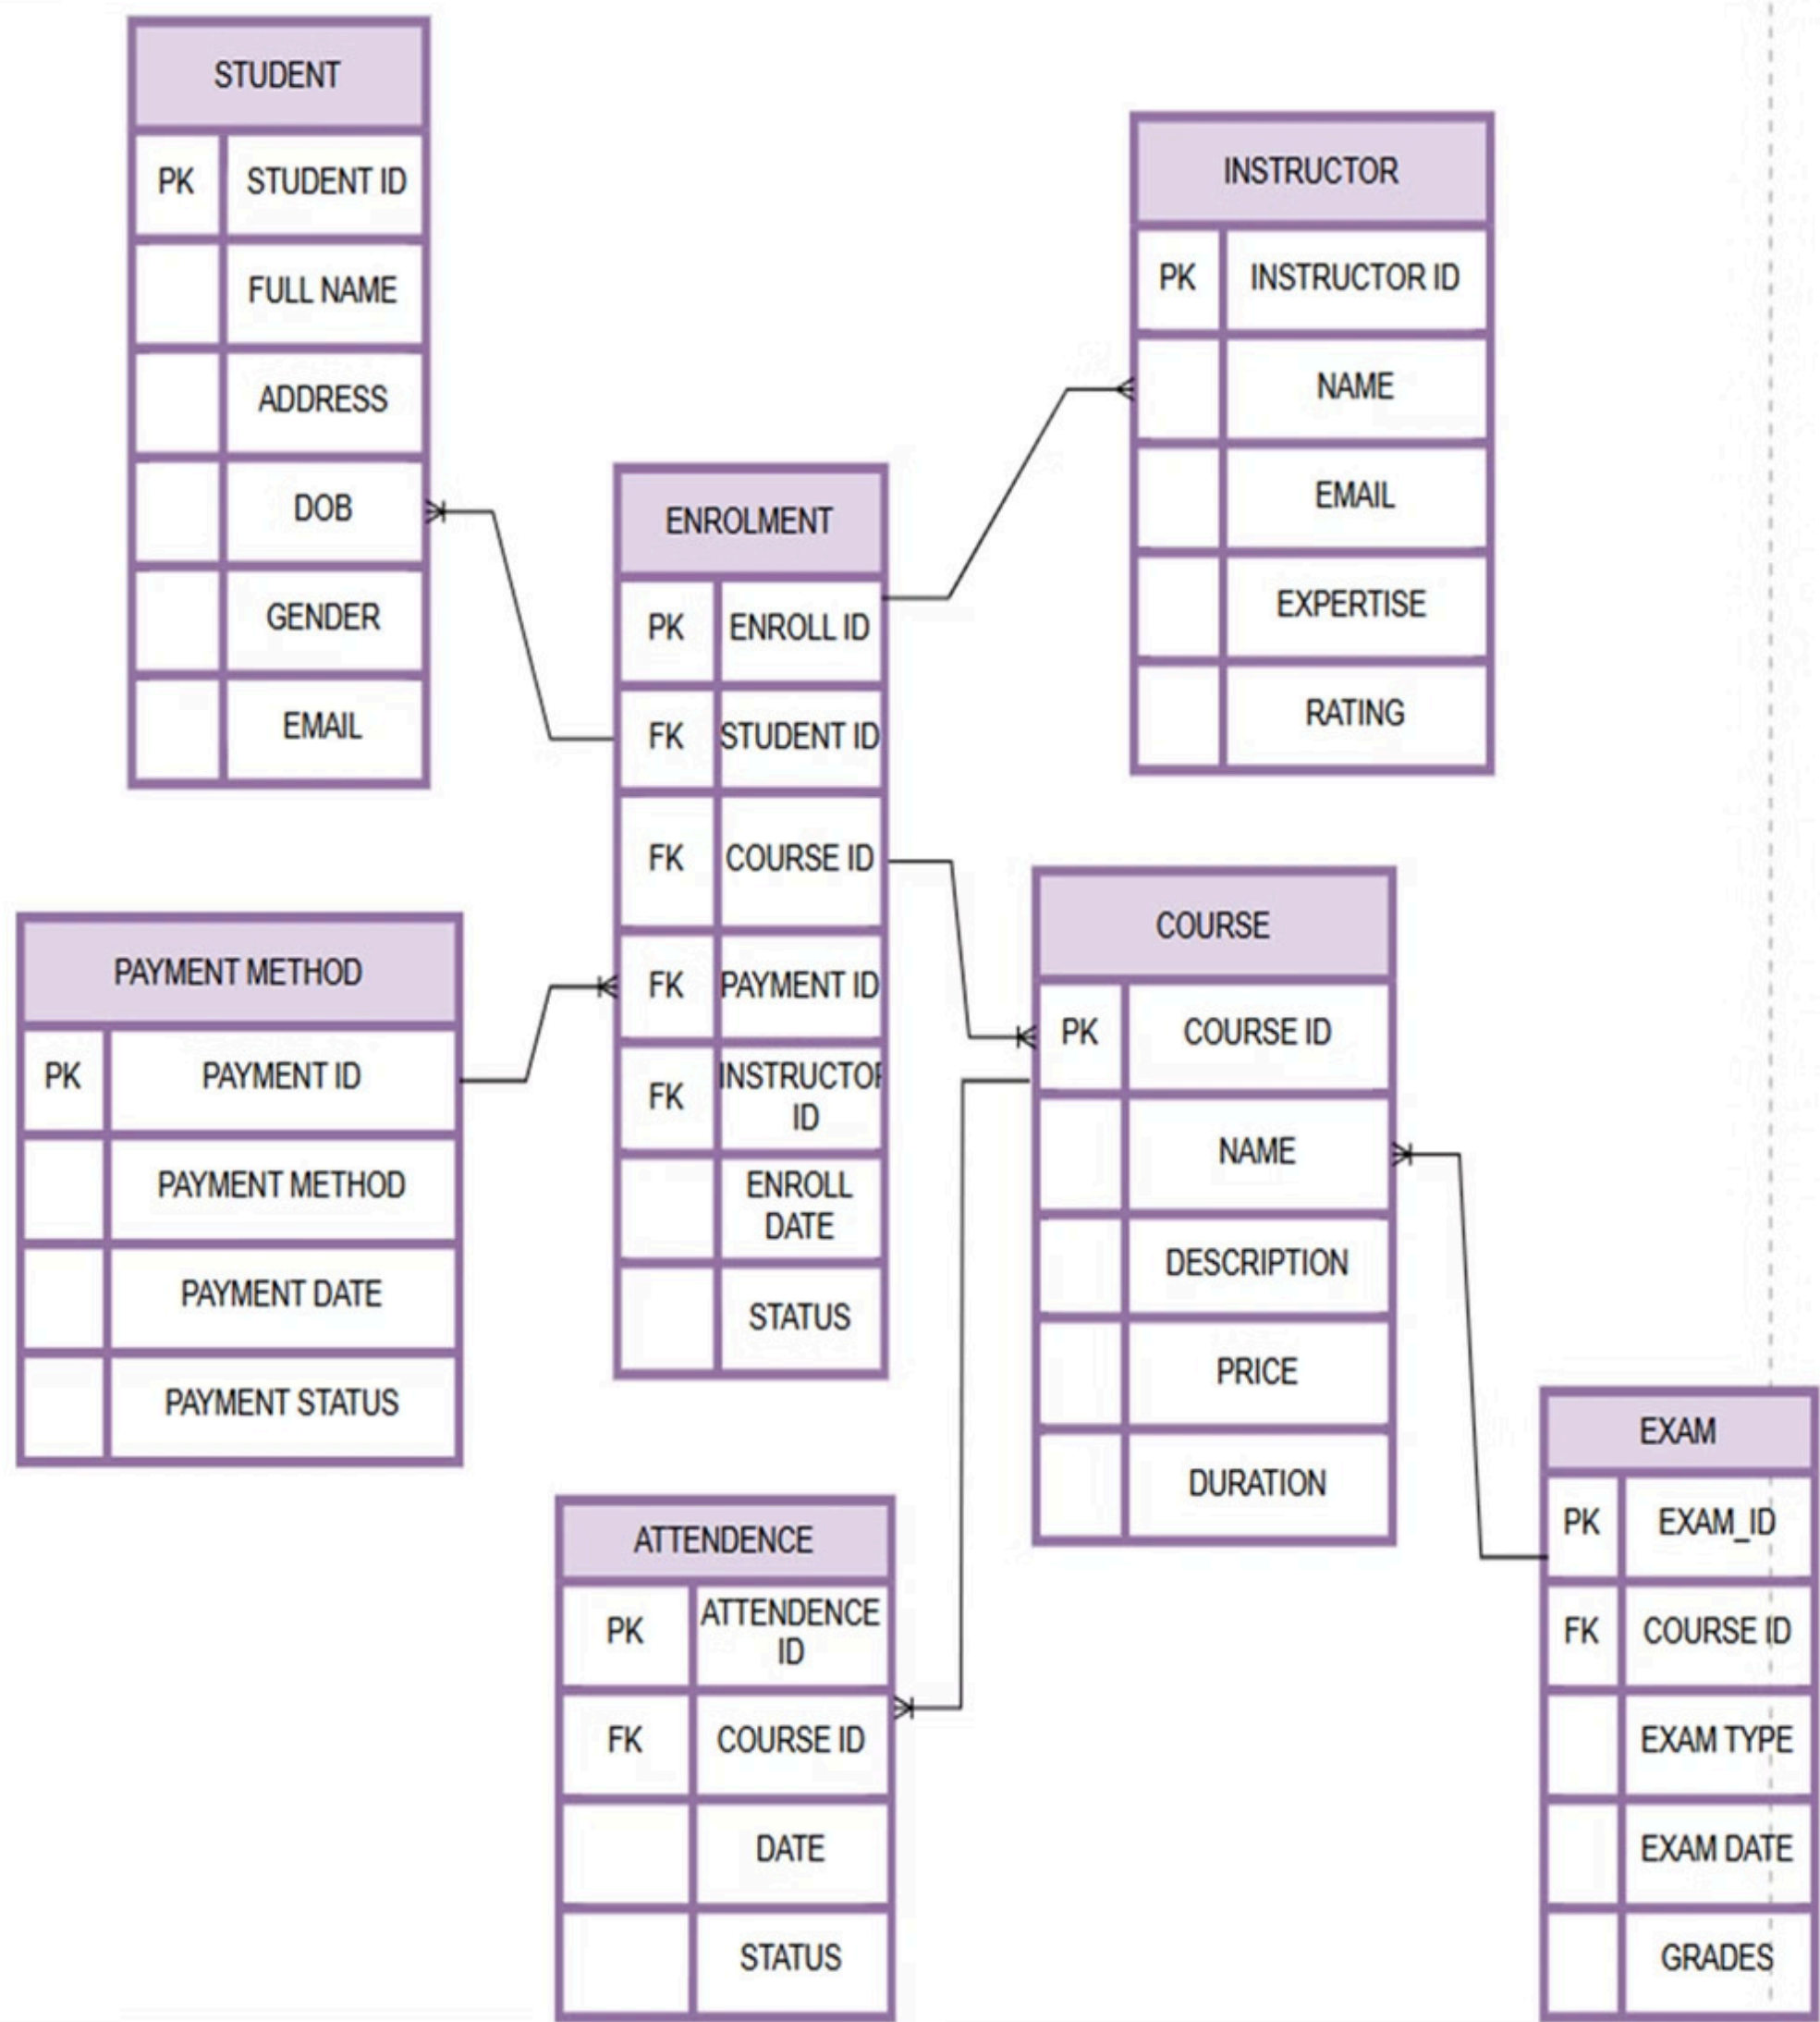 STUDENT
PK STUDENT ID
FULL NAME
ADDRESS
DOB
GENDER
EMAIL
INSTRUCTOR
PK INSTRUCTOR ID
NAME
EMAIL
EXPERTISE
RATING
ENROLMENT
PK ENROLL ID
FK STUDENT ID
FK COURSE ID
FK PAYMENT ID
FK INSTRUCTOR
ID
ENROLL
DATE
STATUS
PAYMENT METHOD
PK PAYMENT ID
PAYMENT METHOD
PAYMENT DATE
PAYMENT STATUS
COURSE
PK COURSE ID
NAME
DESCRIPTION
PRICE
DURATION
ATTENDENCE
PK ATTENDENCE
ID
FK COURSE ID
DATE
STATUS
EXAM
PK EXAM_ID
FK COURSE ID
EXAM TYPE
EXAM DATE
GRADES